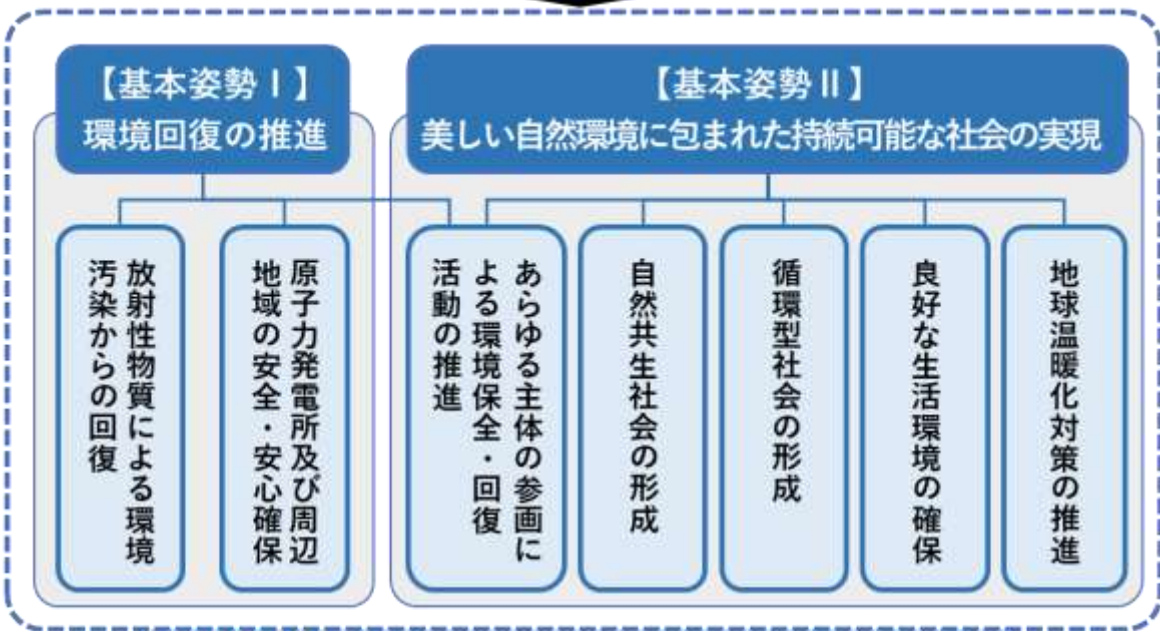 【基本姿勢Ⅰ】
環境回復の推進
【基本姿勢Ⅱ】
美しい自然環境に包まれた持続可能な社会の実現
放射性物質による環境
汚染からの回復
原子力発電所及び周辺
地域の安全・安心確保
あらゆる主体の参画に
よる環境保全・回復
活動の推進
自然共生社会の形成
循環型社会の形成
良好な生活環境の確保
地球温暖化対策の推進